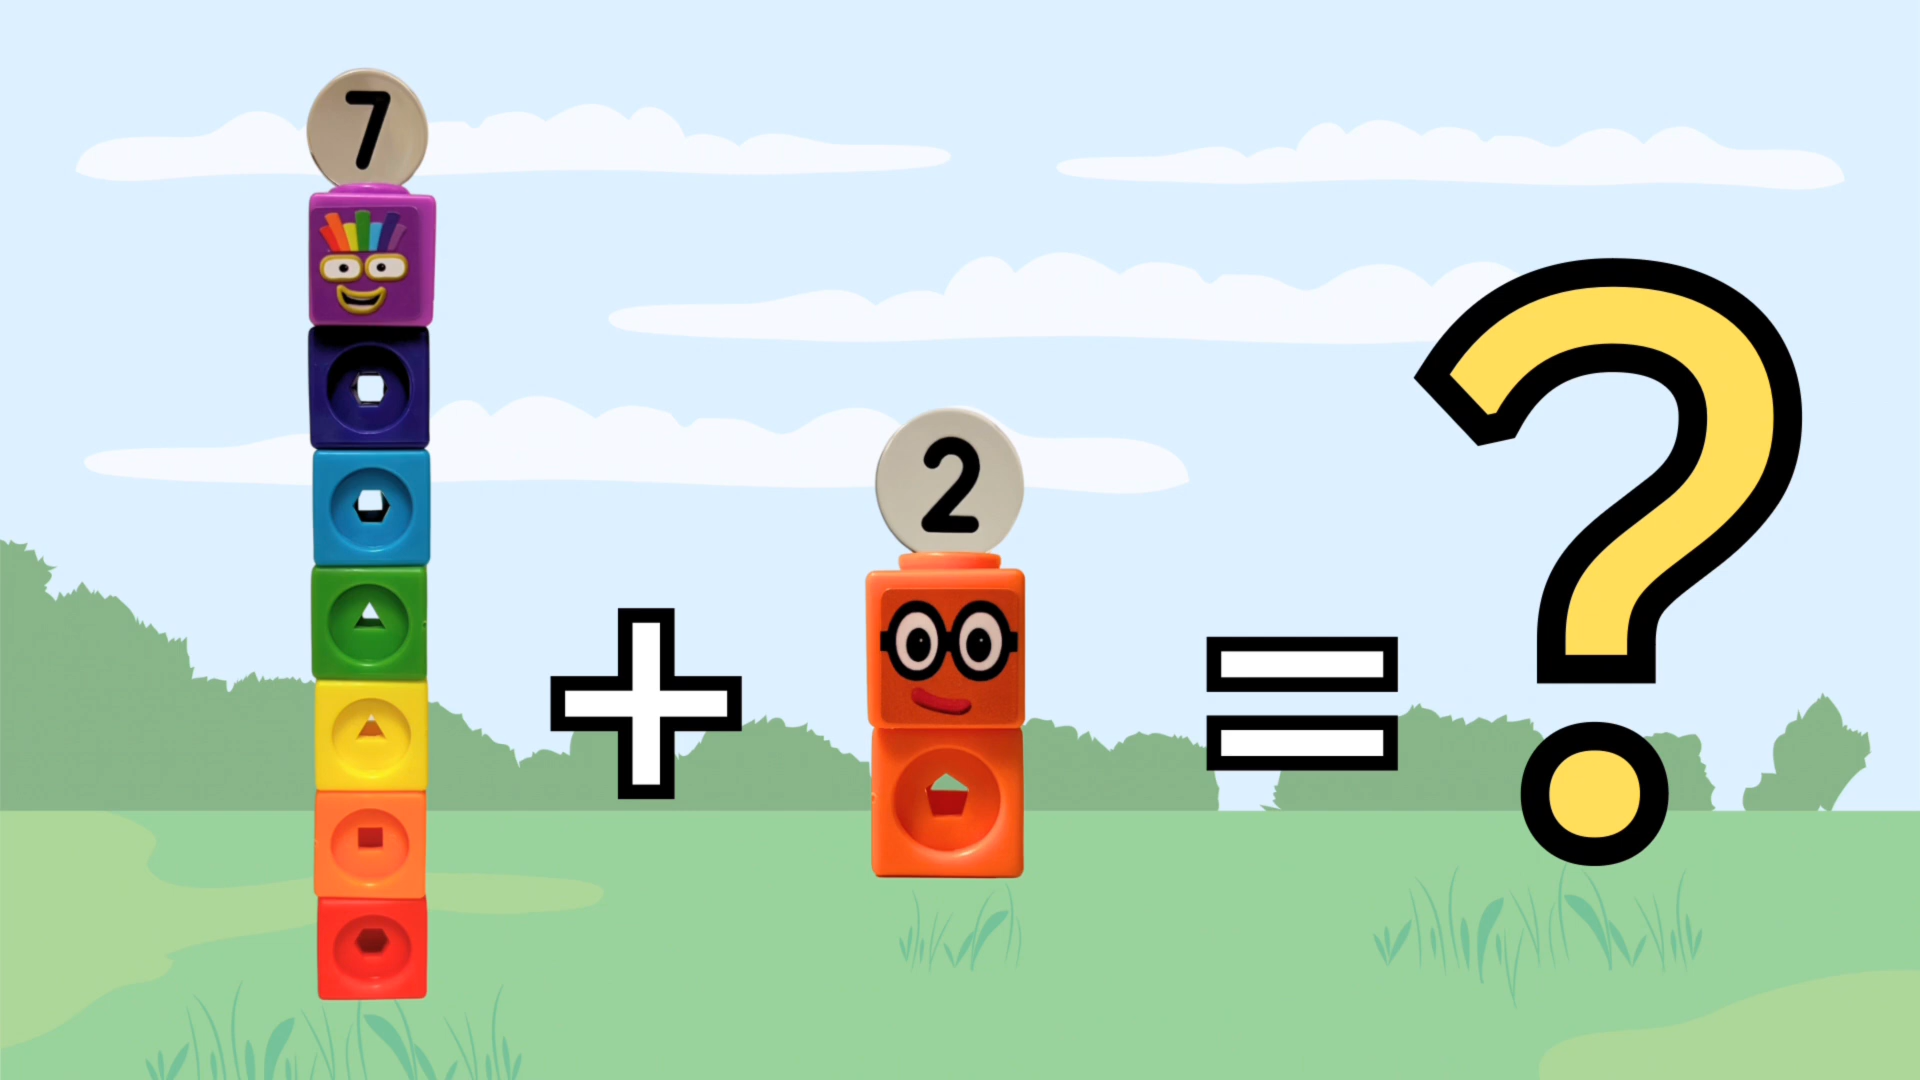 7 + 2 = ?